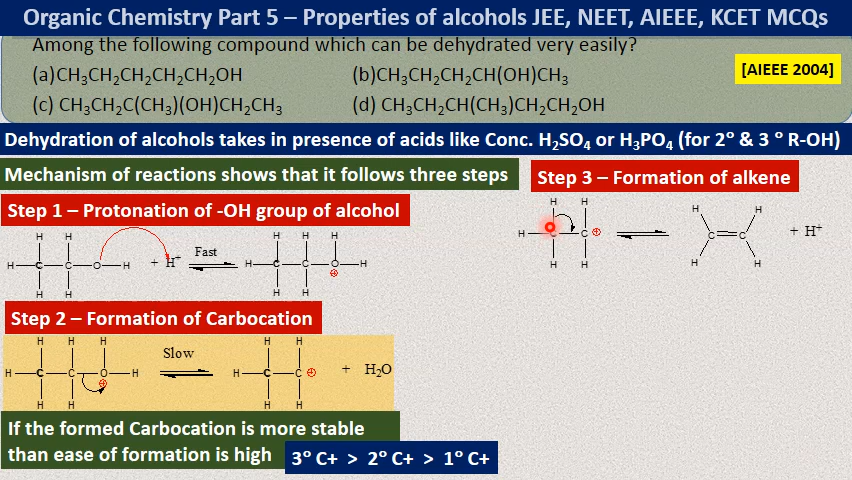 Organic Chemistry Part 5 – Properties of alcohols JEE, NEET, AIEEE, KCET MCQs
Among the following compound which can be dehydrated very easily?
[AIEEE 2004]
(a)CH₃CH₂CH₂CH₂CH₂OH (b)CH₃CH₂CH₂CH(OH)CH₃
(c) CH₃CH₂C(CH₃)(OH)CH₂CH₃ (d) CH₃CH₂CH(CH₃)CH₂CH₂OH
Dehydration of alcohols takes in presence of acids like Conc. H₂SO₄ or H₃PO₄ (for 2° & 3 ° R-OH)
Mechanism of reactions shows that it follows three steps
Step 1 – Protonation of -OH group of alcohol
H H H H
H C C O H + H⁺ Fast H C C O H
⊕
H H H H H
Step 2 – Formation of Carbocation
H H H H H
H C C O H Slow H C C ⊕ + H₂O
⊕
H H H H
If the formed Carbocation is more stable
than ease of formation is high
3° C+ > 2° C+ > 1° C+
Step 3 – Formation of alkene
H H H H
H C C ⊕ C C + H⁺
H H H H